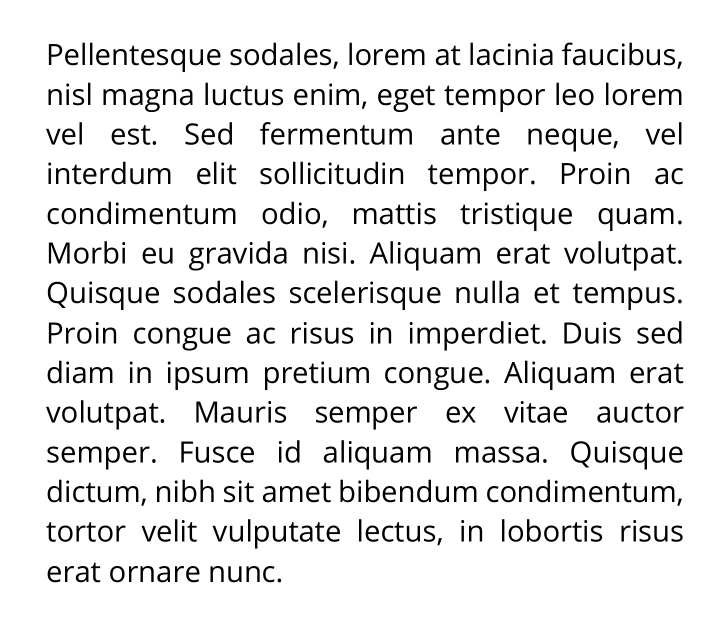 Pellentesque sodales, lorem at lacinia faucibus,
nisl magna luctus enim, eget tempor leo lorem
vel est. Sed fermentum ante neque, vel
interdum elit sollicitudin tempor. Proin ac
condimentum odio, mattis tristique quam.
Morbi eu gravida nisi. Aliquam erat volutpat.
Quisque sodales scelerisque nulla et tempus.
Proin congue ac risus in imperdiet. Duis sed
diam in ipsum pretium congue. Aliquam erat
volutpat. Mauris semper ex vitae auctor
semper. Fusce id aliquam massa. Quisque
dictum, nibh sit amet bibendum condimentum,
tortor velit vulputate lectus, in lobortis risus
erat ornare nunc.